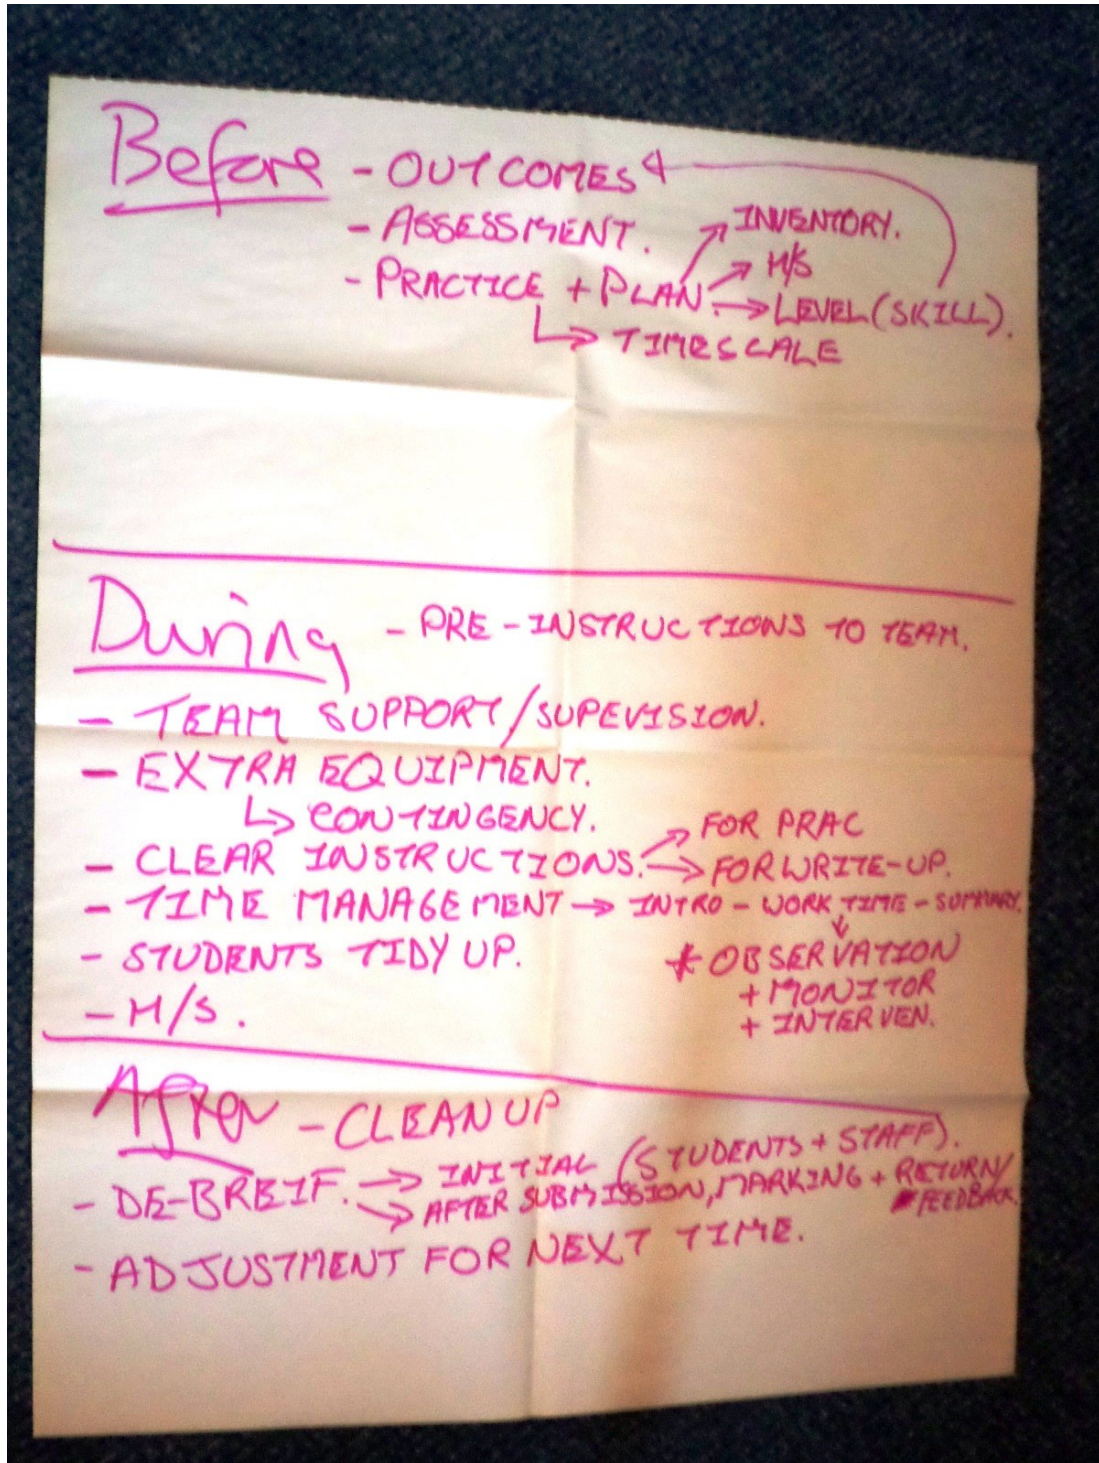 Before - OUTCOMES
- ASSESSMENT. → INVENTORY.
→ H/S
- PRACTICE + PLAN. → LEVEL (SKILL).
↳ TIMESCALE
During - PRE-INSTRUCTIONS TO TEAM.
- TEAM SUPPORT/SUPEVISION.
- EXTRA EQUIPMENT.
↳ CONTINGENCY.
→ FOR PRAC
- CLEAR INSTRUCTIONS. → FOR WRITE-UP.
- TIME MANAGEMENT → INTRO - WORK TIME - SUMMARY.
- STUDENTS TIDY UP. * OBSERVATION
+ MONITOR
- H/S. + INTERVEN.
After - CLEAN UP
- DE-BREIF. → INITIAL (STUDENTS + STAFF).
→ AFTER SUBMISSION, MARKING + RETURN/
FEEDBACK.
- ADJUSTMENT FOR NEXT TIME.